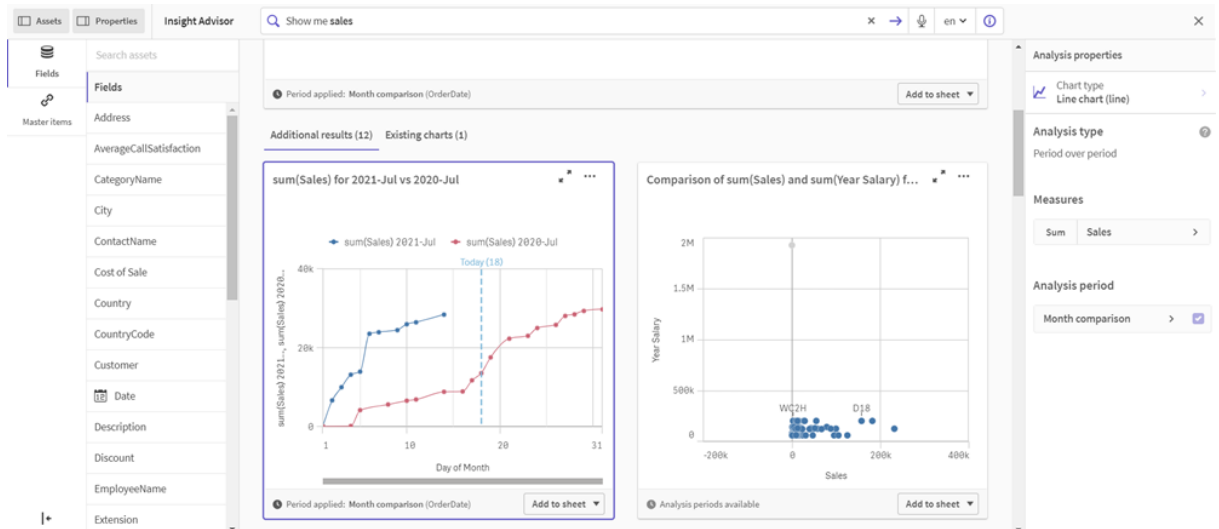 Assets Properties Insight Advisor Show me sales en
Fields
Master items
Search assets
Fields
Address
AverageCallSatisfaction
CategoryName
City
ContactName
Cost of Sale
Country
CountryCode
Customer
Date
Description
Discount
EmployeeName
Extension
Period applied: Month comparison (OrderDate) Add to sheet
Additional results (12) Existing charts (1)
sum(Sales) for 2021-Jul vs 2020-Jul
sum(Sales) 2021-Jul sum(Sales) 2020-Jul
Today (18)
sum(Sales) 2021..., sum(Sales) 2020...
40k
20k
0
1 10 20 31
Day of Month
Period applied: Month comparison (OrderDate) Add to sheet
Comparison of sum(Sales) and sum(Year Salary) f...
Year Salary
2M
1.5M
1M
500k
0
WC2H D18
-200k 0 200k 400k
Sales
Analysis periods available Add to sheet
Analysis properties
Chart type
Line chart (line)
Analysis type
Period over period
Measures
Sum Sales
Analysis period
Month comparison